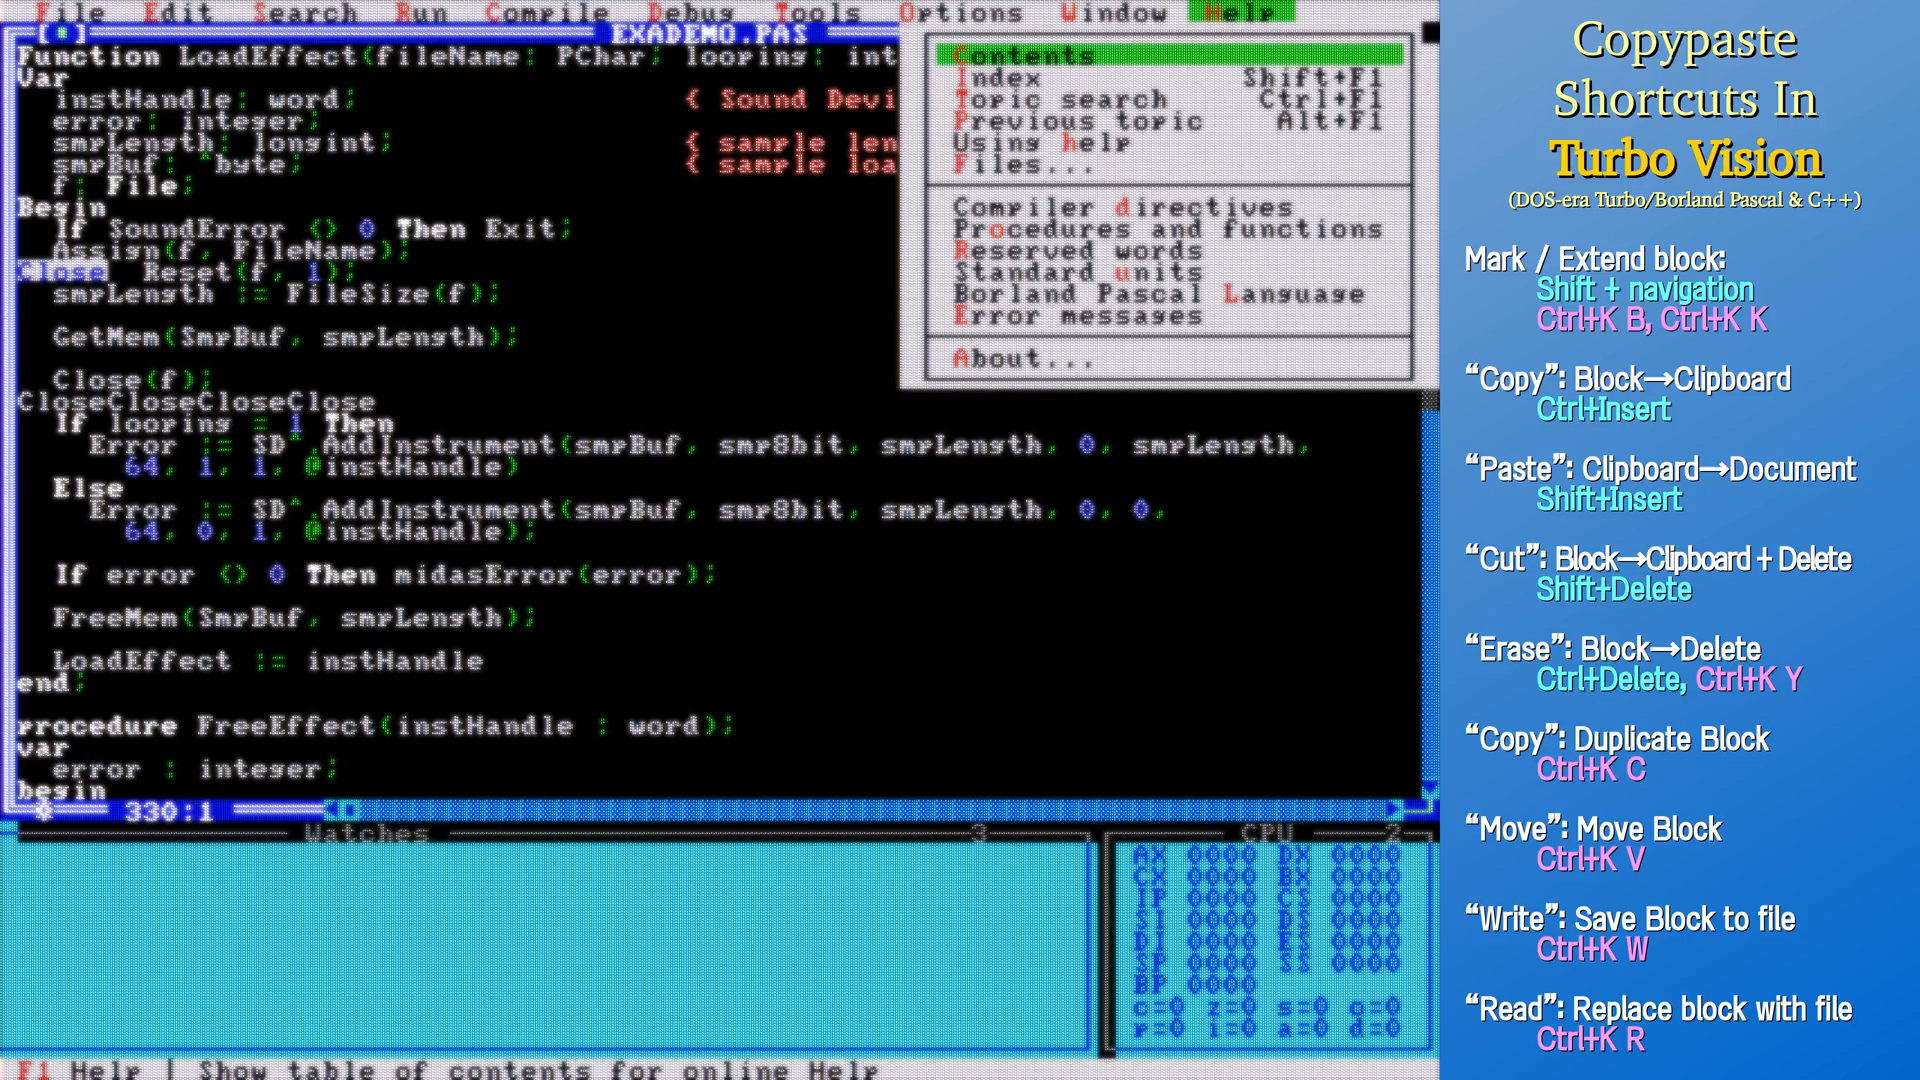 File Edit Search Run Compile Debug Tools Options Window Help
EXADEMO.PAS
Function LoadEffect(fileName: PChar; looping: int
Var
instHandle: word; { Sound Devi
error: integer;
smpLength: longint; { sample len
smpBuf: ^byte; { sample loa
f: File;
Begin
If SoundError <> 0 Then Exit;
Assign(f, FileName);
Close Reset(f, 1);
smpLength := FileSize(f);
GetMem(SmpBuf, smpLength);
Close(f);
CloseCloseCloseClose
If looping = 1 Then
Error := SD^.AddInstrument(smpBuf, smp8bit, smpLength, 0, smpLength,
64, 1, 1, @instHandle)
Else
Error := SD^.AddInstrument(smpBuf, smp8bit, smpLength, 0, 0,
64, 0, 1, @instHandle);
If error <> 0 Then midasError(error);
FreeMem(SmpBuf, smpLength);
LoadEffect := instHandle
end;
procedure FreeEffect(instHandle : word);
var
error : integer;
begin
330:1
Contents
Index Shift+F1
Topic search Ctrl+F1
Previous topic Alt+F1
Using help
Files...
Compiler directives
Procedures and functions
Reserved words
Standard units
Borland Pascal Language
Error messages
About...
Watches 3
CPU 2
AX 0000 DX 0000
CX 0000 BX 0000
IP 0000 CS 0000
SI 0000 DS 0000
DI 0000 ES 0000
SP 0000 SS 0000
BP 0000
c=0 z=0 s=0 o=0
p=0 i=0 a=0 d=0
F1 Help | Show table of contents for online Help
Copypaste
Shortcuts In
Turbo Vision
(DOS-era Turbo/Borland Pascal & C++)
Mark / Extend block:
Shift + navigation
Ctrl+K B, Ctrl+K K
“Copy”: Block→Clipboard
Ctrl+Insert
“Paste”: Clipboard→Document
Shift+Insert
“Cut”: Block→Clipboard + Delete
Shift+Delete
“Erase”: Block→Delete
Ctrl+Delete, Ctrl+K Y
“Copy”: Duplicate Block
Ctrl+K C
“Move”: Move Block
Ctrl+K V
“Write”: Save Block to file
Ctrl+K W
“Read”: Replace block with file
Ctrl+K R